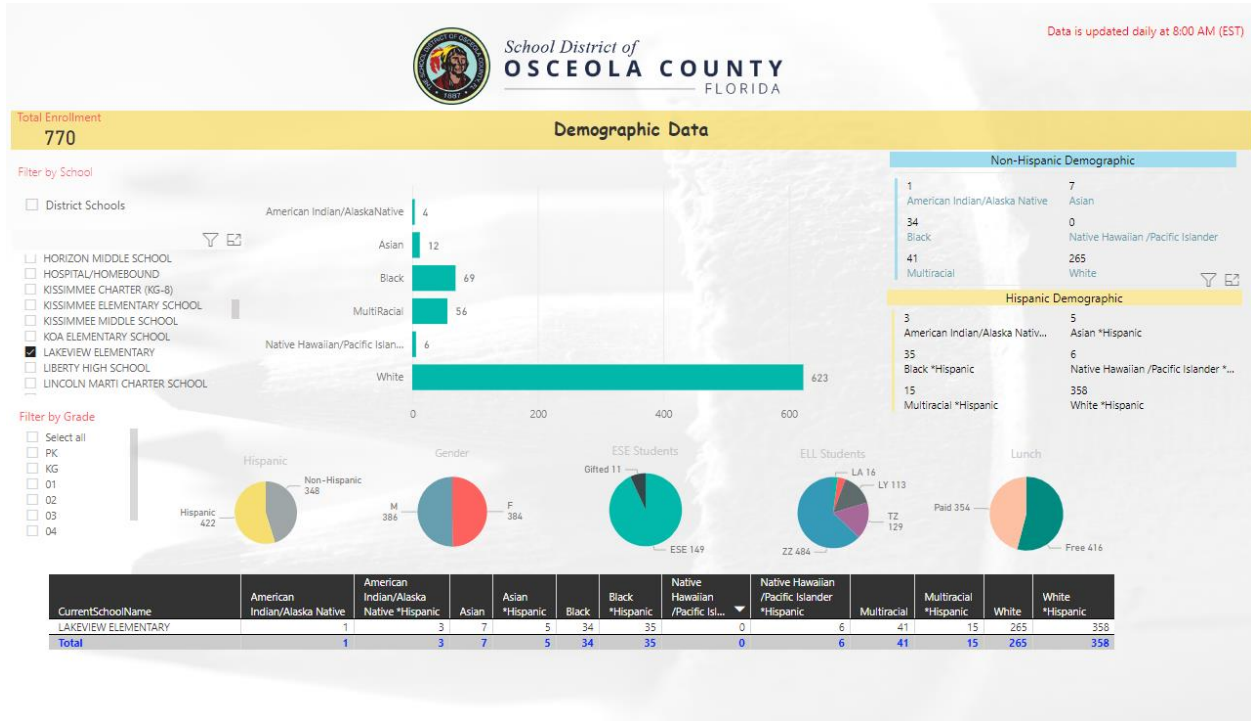 Data is updated daily at 8:00 AM (EST)
THE SCHOOL DISTRICT OF OSCEOLA COUNTY, FL
1887
School District of
OSCEOLA COUNTY
FLORIDA
Total Enrollment
770
Demographic Data
Filter by School
District Schools
HORIZON MIDDLE SCHOOL
HOSPITAL/HOMEBOUND
KISSIMMEE CHARTER (KG-8)
KISSIMMEE ELEMENTARY SCHOOL
KISSIMMEE MIDDLE SCHOOL
KOA ELEMENTARY SCHOOL
LAKEVIEW ELEMENTARY
LIBERTY HIGH SCHOOL
LINCOLN MARTI CHARTER SCHOOL
Filter by Grade
Select all
PK
KG
01
02
03
04
American Indian/AlaskaNative 4
Asian 12
Black 69
MultiRacial 56
Native Hawaiian/Pacific Islan... 6
White 623
0 200 400 600
Non-Hispanic Demographic
1 7
American Indian/Alaska Native Asian
34 0
Black Native Hawaiian /Pacific Islander
41 265
Multiracial White
Hispanic Demographic
3 5
American Indian/Alaska Nativ... Asian *Hispanic
35 6
Black *Hispanic Native Hawaiian /Pacific Islander *...
15 358
Multiracial *Hispanic White *Hispanic
Hispanic
Non-Hispanic
348
Hispanic
422
Gender
M
386
F
384
ESE Students
Gifted 11
ESE 149
ELL Students
LA 16
LY 113
TZ
129
ZZ 484
Lunch
Paid 354
Free 416
CurrentSchoolName American Indian/Alaska Native American Indian/Alaska Native *Hispanic Asian Asian *Hispanic Black Black *Hispanic Native Hawaiian /Pacific Isl... Native Hawaiian /Pacific Islander *Hispanic Multiracial Multiracial *Hispanic White White *Hispanic
LAKEVIEW ELEMENTARY 1 3 7 5 34 35 0 6 41 15 265 358
Total 1 3 7 5 34 35 0 6 41 15 265 358